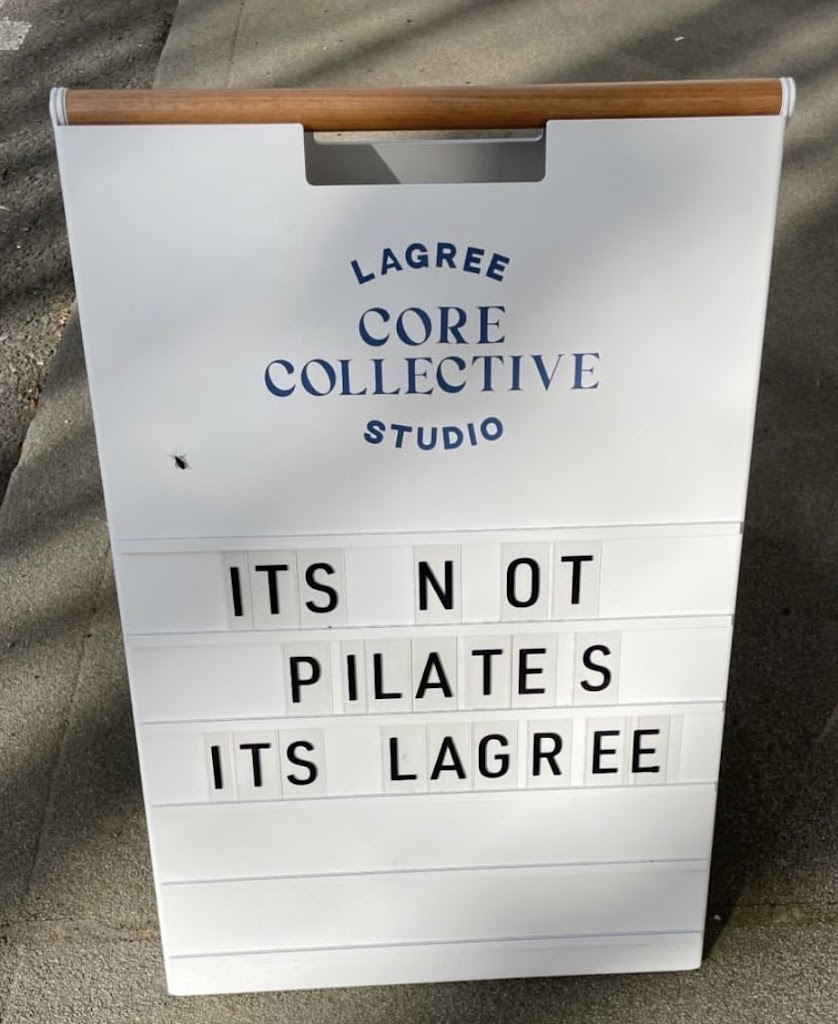 LAGREE
CORE
COLLECTIVE
STUDIO
ITS NOT
PILATES
ITS LAGREE